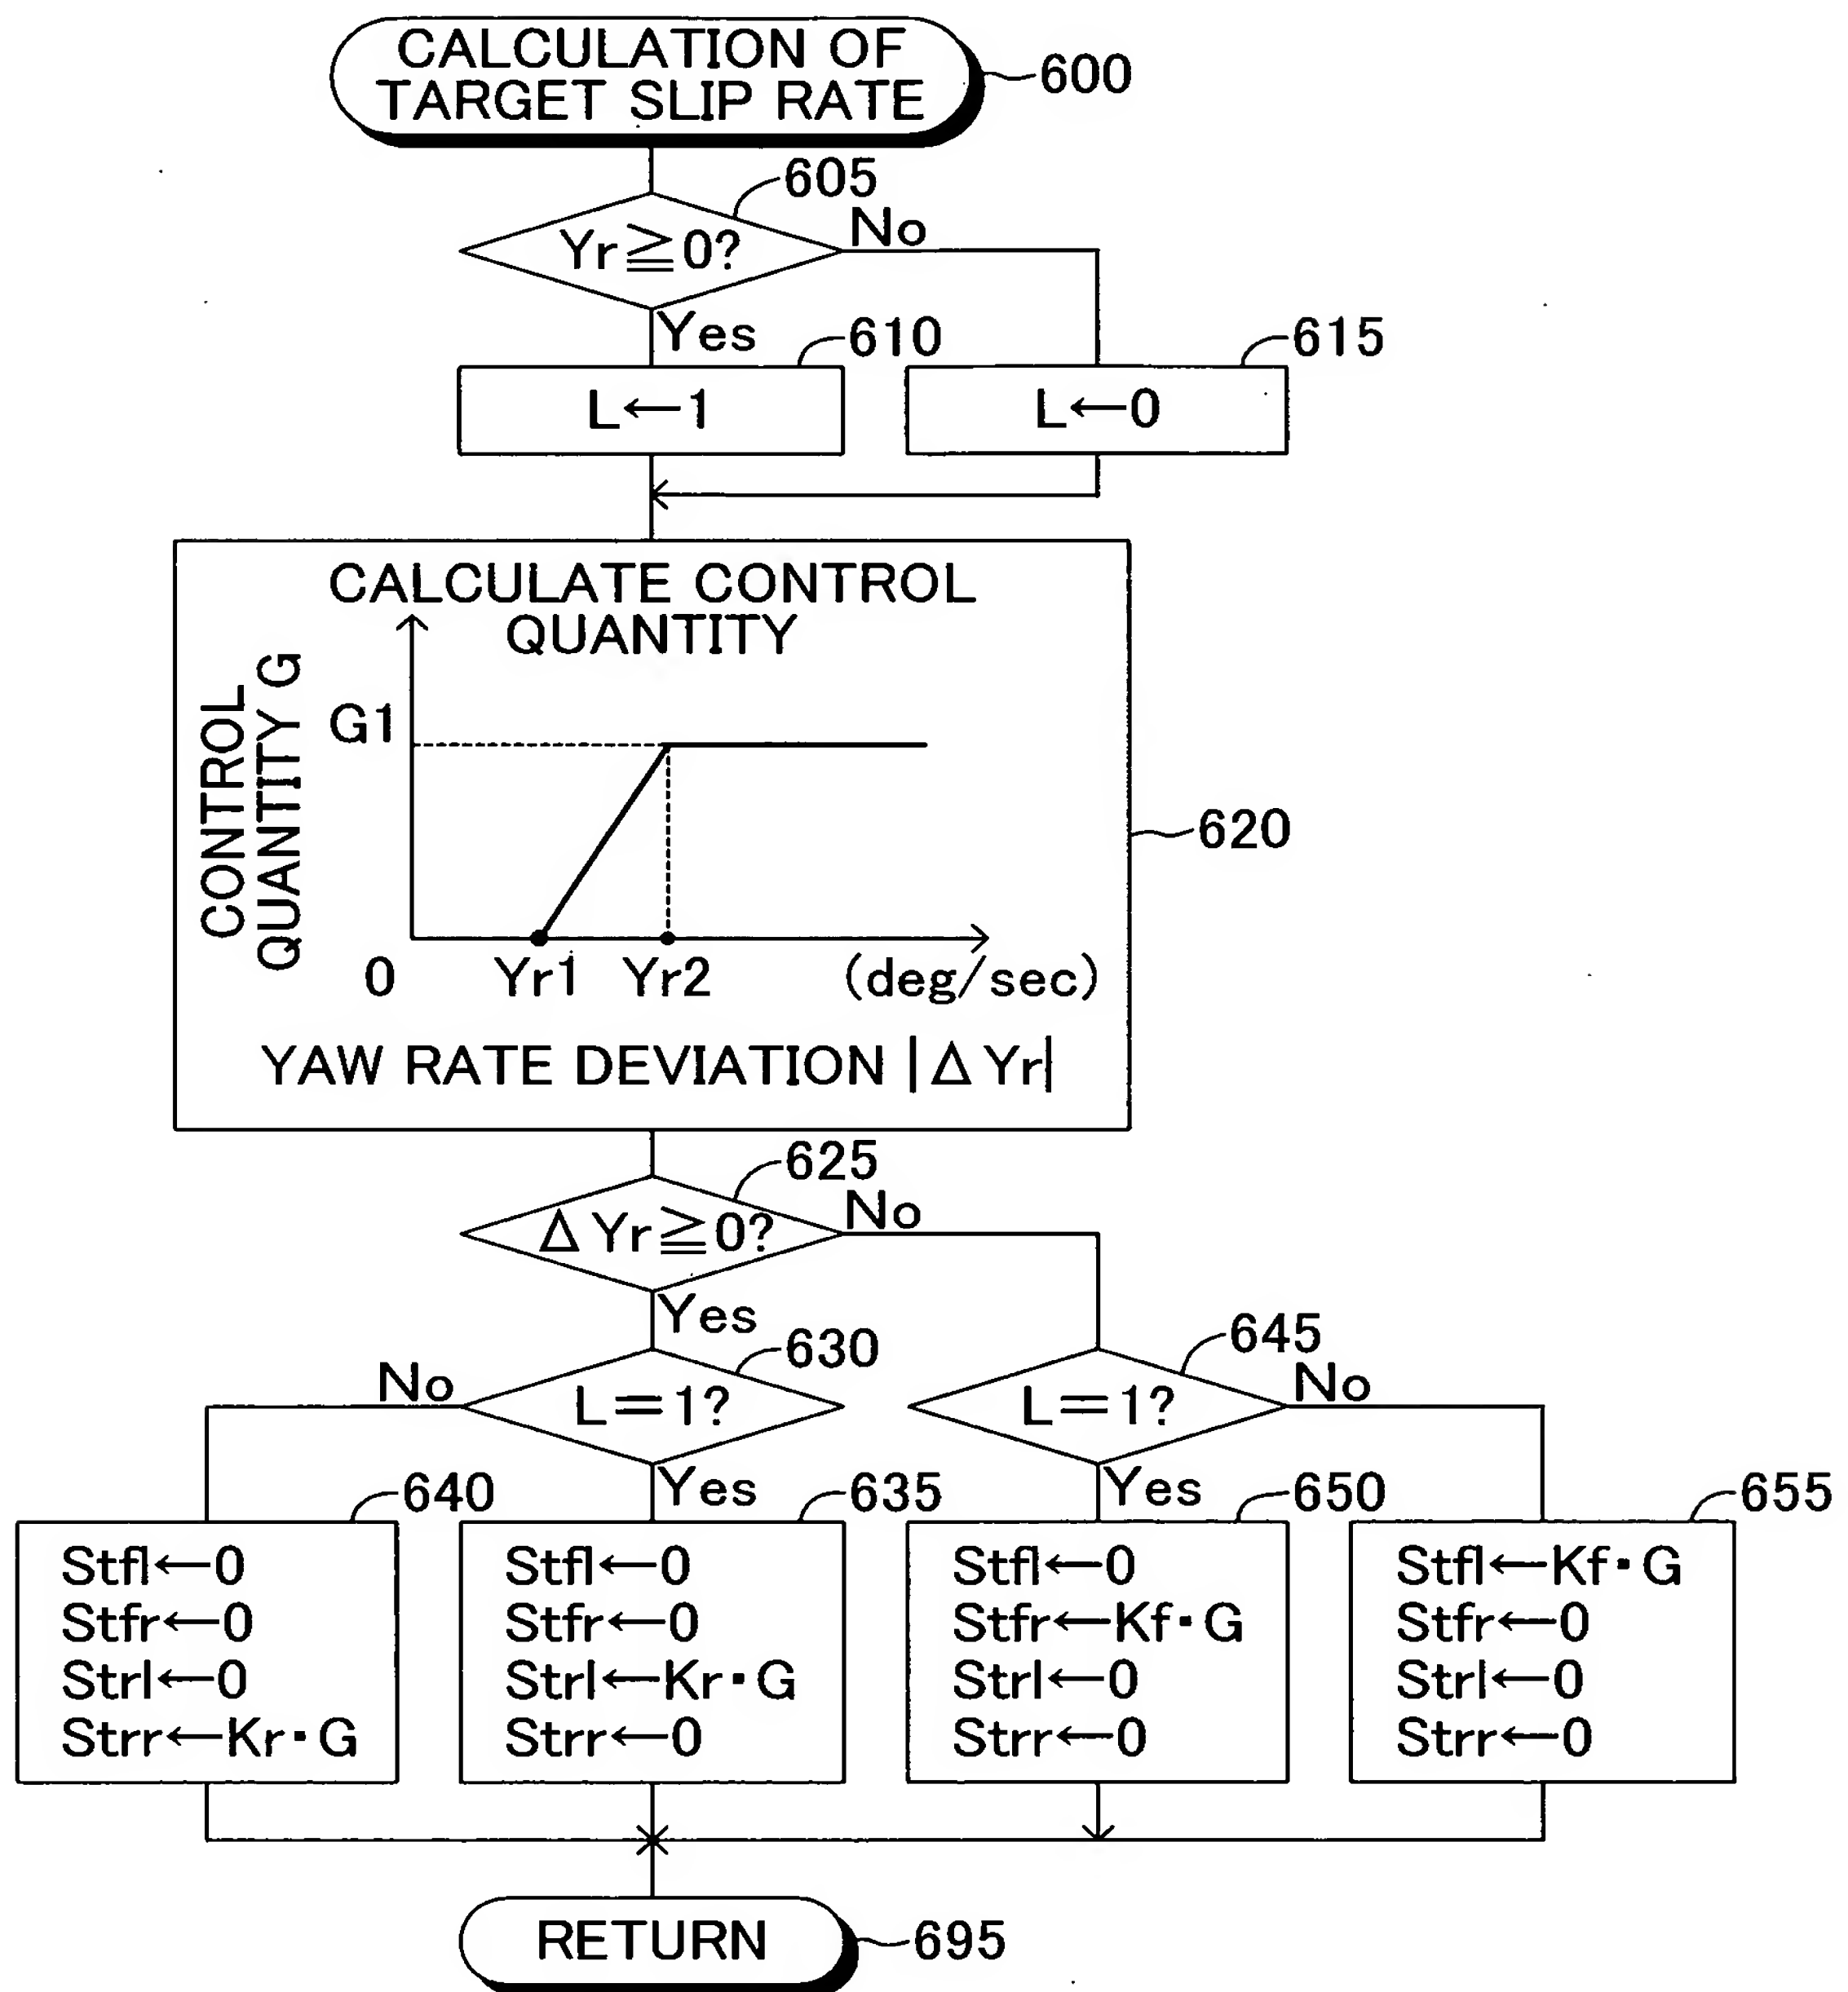 CALCULATION OF
TARGET SLIP RATE
600
605
Yr≧0?
No
Yes
610
615
L←1
L←0
CALCULATE CONTROL
QUANTITY
CONTROL
QUANTITY G
G1
620
0
Yr1
Yr2
(deg/sec)
YAW RATE DEVIATION |Δ Yr|
625
Δ Yr≧0?
No
Yes
630
645
No
L=1?
L=1?
No
Yes
Yes
640
635
650
655
Stfl←0
Stfr←0
Strl←0
Strr←Kr·G
Stfl←0
Stfr←0
Strl←Kr·G
Strr←0
Stfl←0
Stfr←Kf·G
Strl←0
Strr←0
Stfl←Kf·G
Stfr←0
Strl←0
Strr←0
RETURN
695